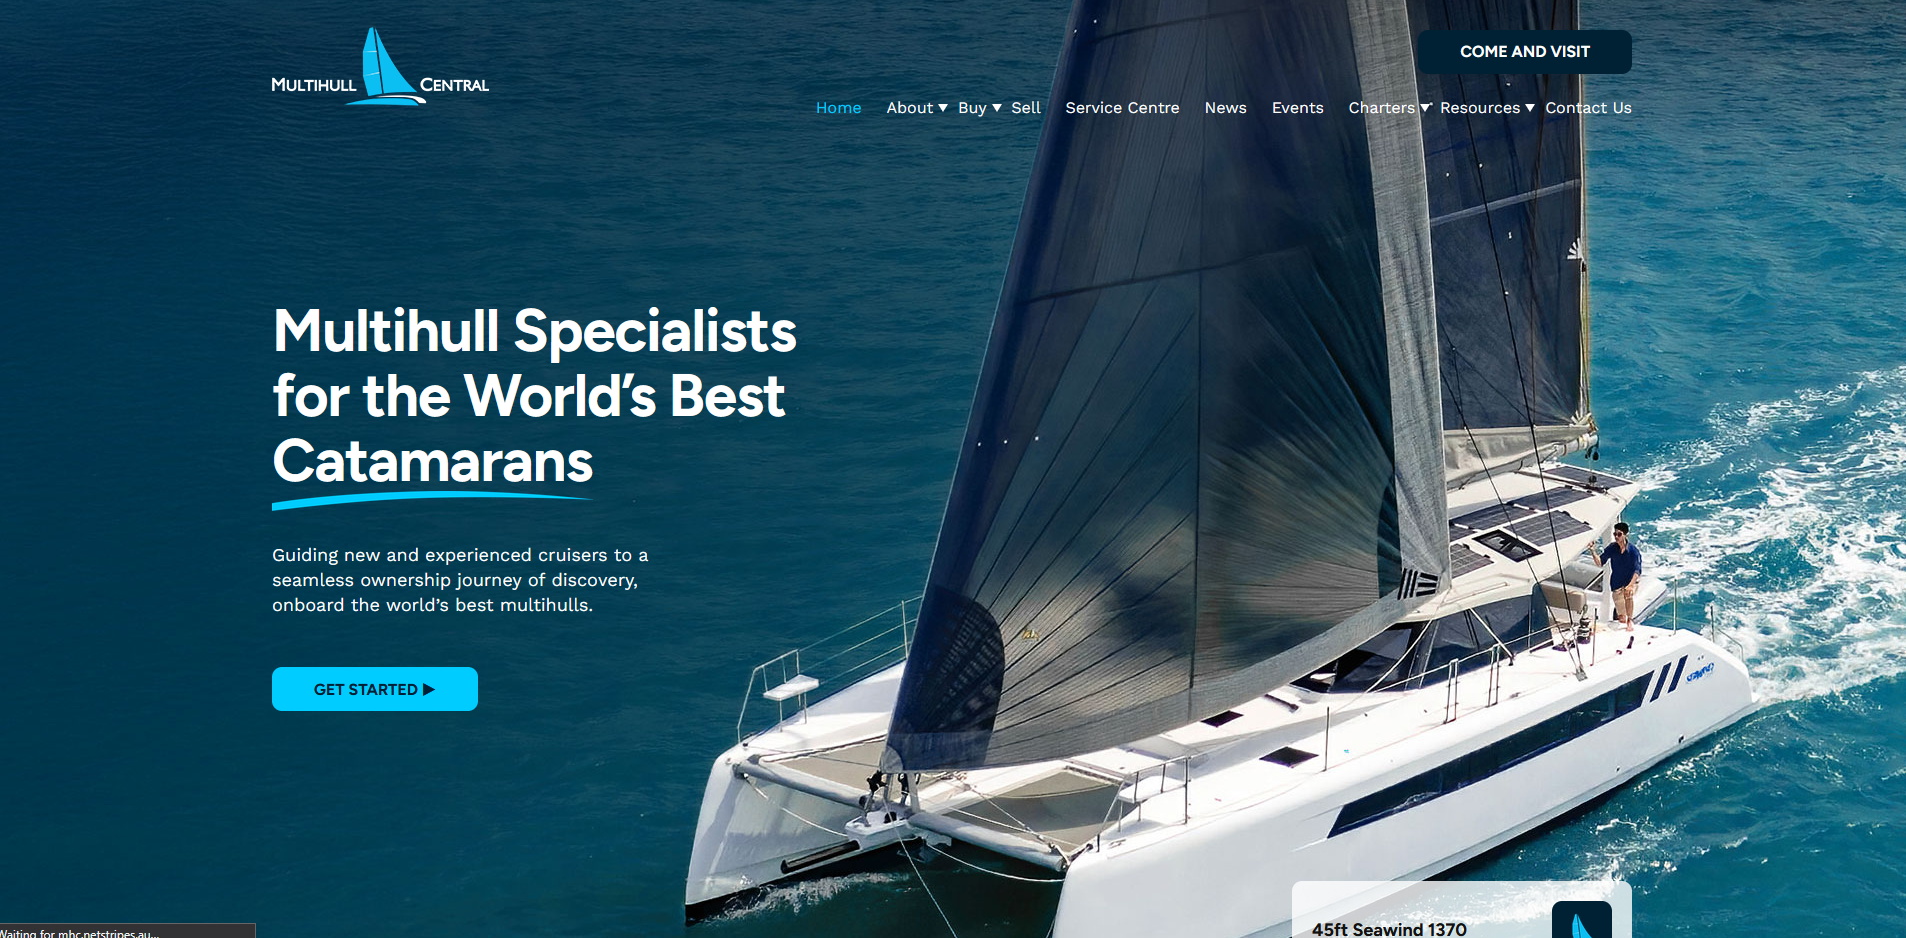 COME AND VISIT
MULTIHULL CENTRAL
Home About Buy Sell Service Centre News Events Charters Resources Contact Us
Multihull Specialists
for the World’s Best
Catamarans
Guiding new and experienced cruisers to a
seamless ownership journey of discovery,
onboard the world’s best multihulls.
GET STARTED
SEAWIND
45ft Seawind 1370
Waiting for mhc.netstripes.au...